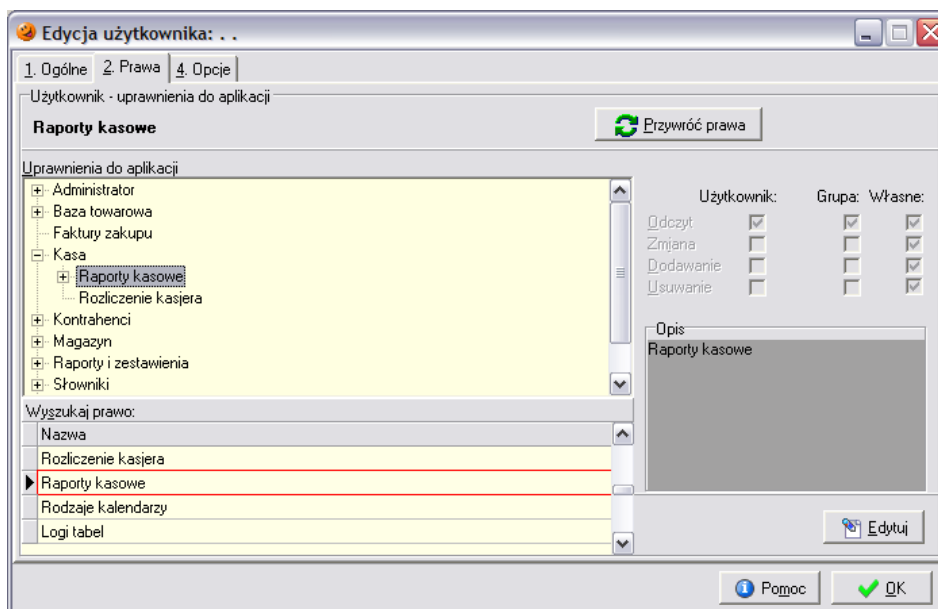 Edycja użytkownika: . .
1. Ogólne 2. Prawa 4. Opcje
Użytkownik - uprawnienia do aplikacji
Raporty kasowe
Przywróć prawa
Uprawnienia do aplikacji
Administrator
Baza towarowa
Faktury zakupu
Kasa
Raporty kasowe
Rozliczenie kasjera
Kontrahenci
Magazyn
Raporty i zestawienia
Słowniki
Użytkownik: Grupa: Własne:
Odczyt
Zmiana
Dodawanie
Usuwanie
Opis
Raporty kasowe
Wyszukaj prawo:
Nazwa
Rozliczenie kasjera
Raporty kasowe
Rodzaje kalendarzy
Logi tabel
Edytuj
Pomoc OK